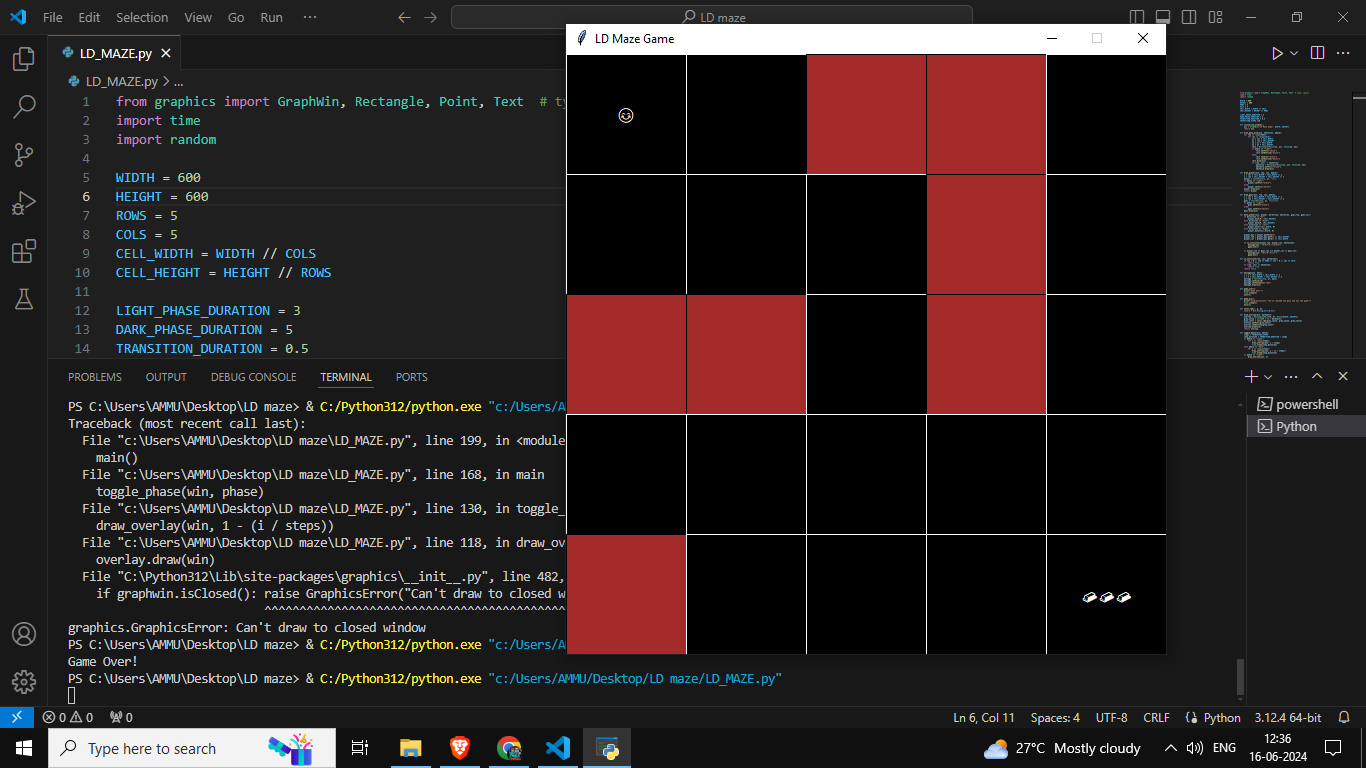 File Edit Selection View Go Run ···
LD maze
LD Maze Game
LD_MAZE.py
LD_MAZE.py > ...
1 from graphics import GraphWin, Rectangle, Point, Text # ty
2 import time
3 import random
4
5 WIDTH = 600
6 HEIGHT = 600
7 ROWS = 5
8 COLS = 5
9 CELL_WIDTH = WIDTH // COLS
10 CELL_HEIGHT = HEIGHT // ROWS
11
12 LIGHT_PHASE_DURATION = 3
13 DARK_PHASE_DURATION = 5
14 TRANSITION_DURATION = 0.5
PROBLEMS OUTPUT DEBUG CONSOLE TERMINAL PORTS
PS C:\Users\AMMU\Desktop\LD maze> & C:/Python312/python.exe "c:/Users/A
Traceback (most recent call last):
File "c:\Users\AMMU\Desktop\LD maze\LD_MAZE.py", line 199, in <module
main()
File "c:\Users\AMMU\Desktop\LD maze\LD_MAZE.py", line 168, in main
toggle_phase(win, phase)
File "c:\Users\AMMU\Desktop\LD maze\LD_MAZE.py", line 130, in toggle_
draw_overlay(win, 1 - (i / steps))
File "c:\Users\AMMU\Desktop\LD maze\LD_MAZE.py", line 118, in draw_ov
overlay.draw(win)
File "C:\Python312\Lib\site-packages\graphics\__init__.py", line 482,
if graphwin.isClosed(): raise GraphicsError("Can't draw to closed w
^^^^^^^^^^^^^^^^^^^^^^^^^^^^^^^^^^^^^^^^^^^
graphics.GraphicsError: Can't draw to closed window
PS C:\Users\AMMU\Desktop\LD maze> & C:/Python312/python.exe "c:/Users/A
Game Over!
PS C:\Users\AMMU\Desktop\LD maze> & C:/Python312/python.exe "c:/Users/AMMU/Desktop/LD maze/LD_MAZE.py"
powershell
Python
0 0 0 Ln 6, Col 11 Spaces: 4 UTF-8 CRLF Python 3.12.4 64-bit
Type here to search
27°C Mostly cloudy ENG
12:36
16-06-2024